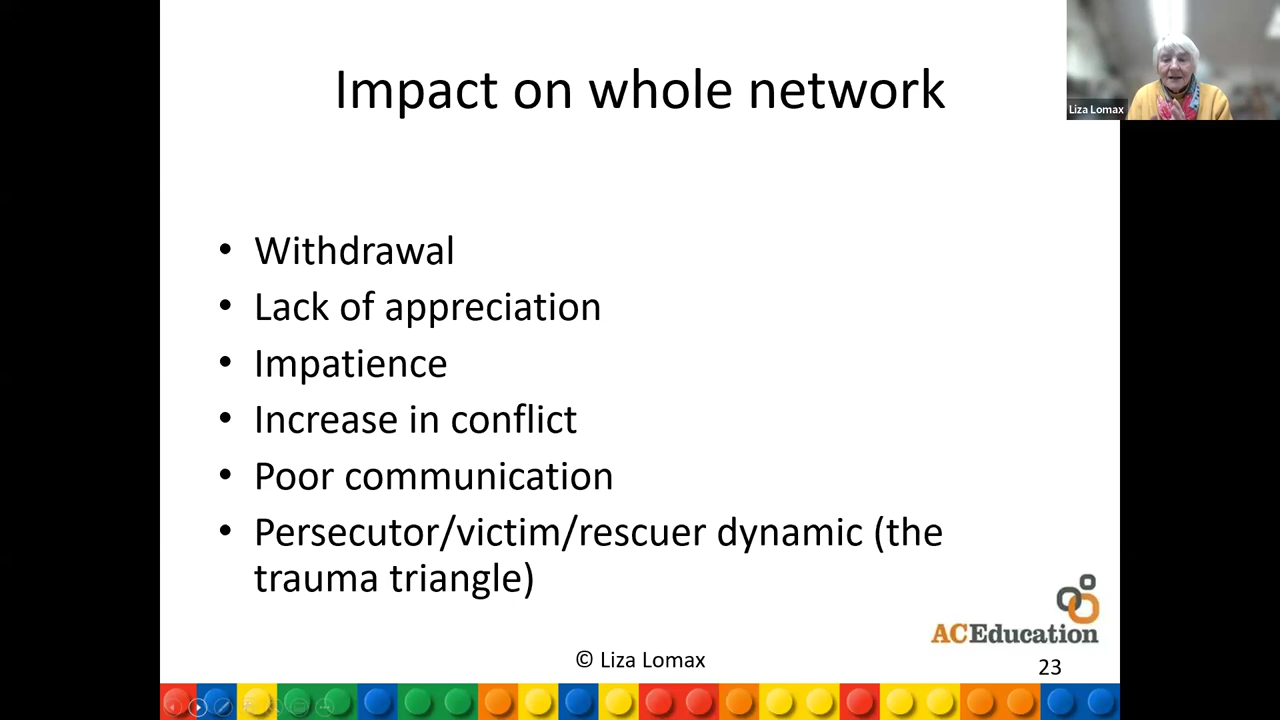 Impact on whole network
Liza Lomax
• Withdrawal
• Lack of appreciation
• Impatience
• Increase in conflict
• Poor communication
• Persecutor/victim/rescuer dynamic (the
trauma triangle)
ACEducation
© Liza Lomax
23